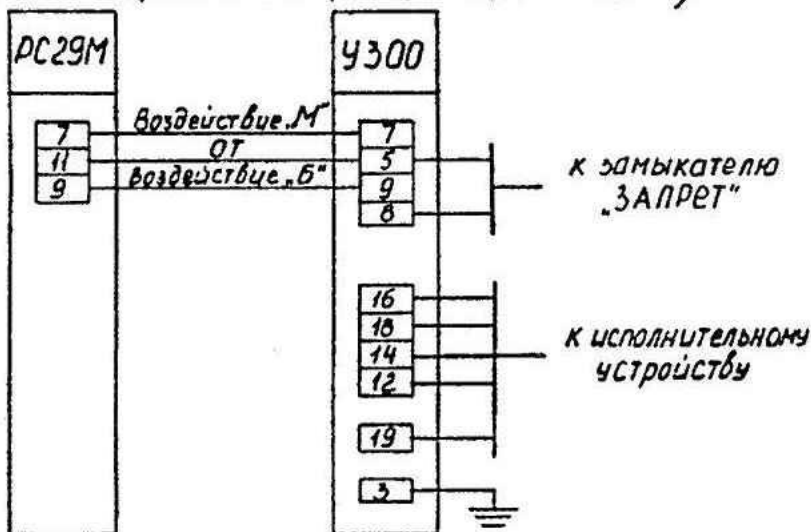 РС29М
У300
7 Воздействие „М“ 7
11 ОТ 5
9 Воздействие „Б“ 9
8
к замыкателю
„ЗАПРЕТ“
16
18
14
12
19
3
к исполнительному
устройству